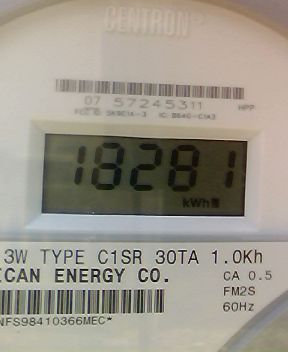 CENTRON
07 57245311 HPP
18281
kWh
3W TYPE C1SR 30TA 1.0Kh
ICAN ENERGY CO.
CA 0.5
FM2S
60Hz
NFS98410366MEC*